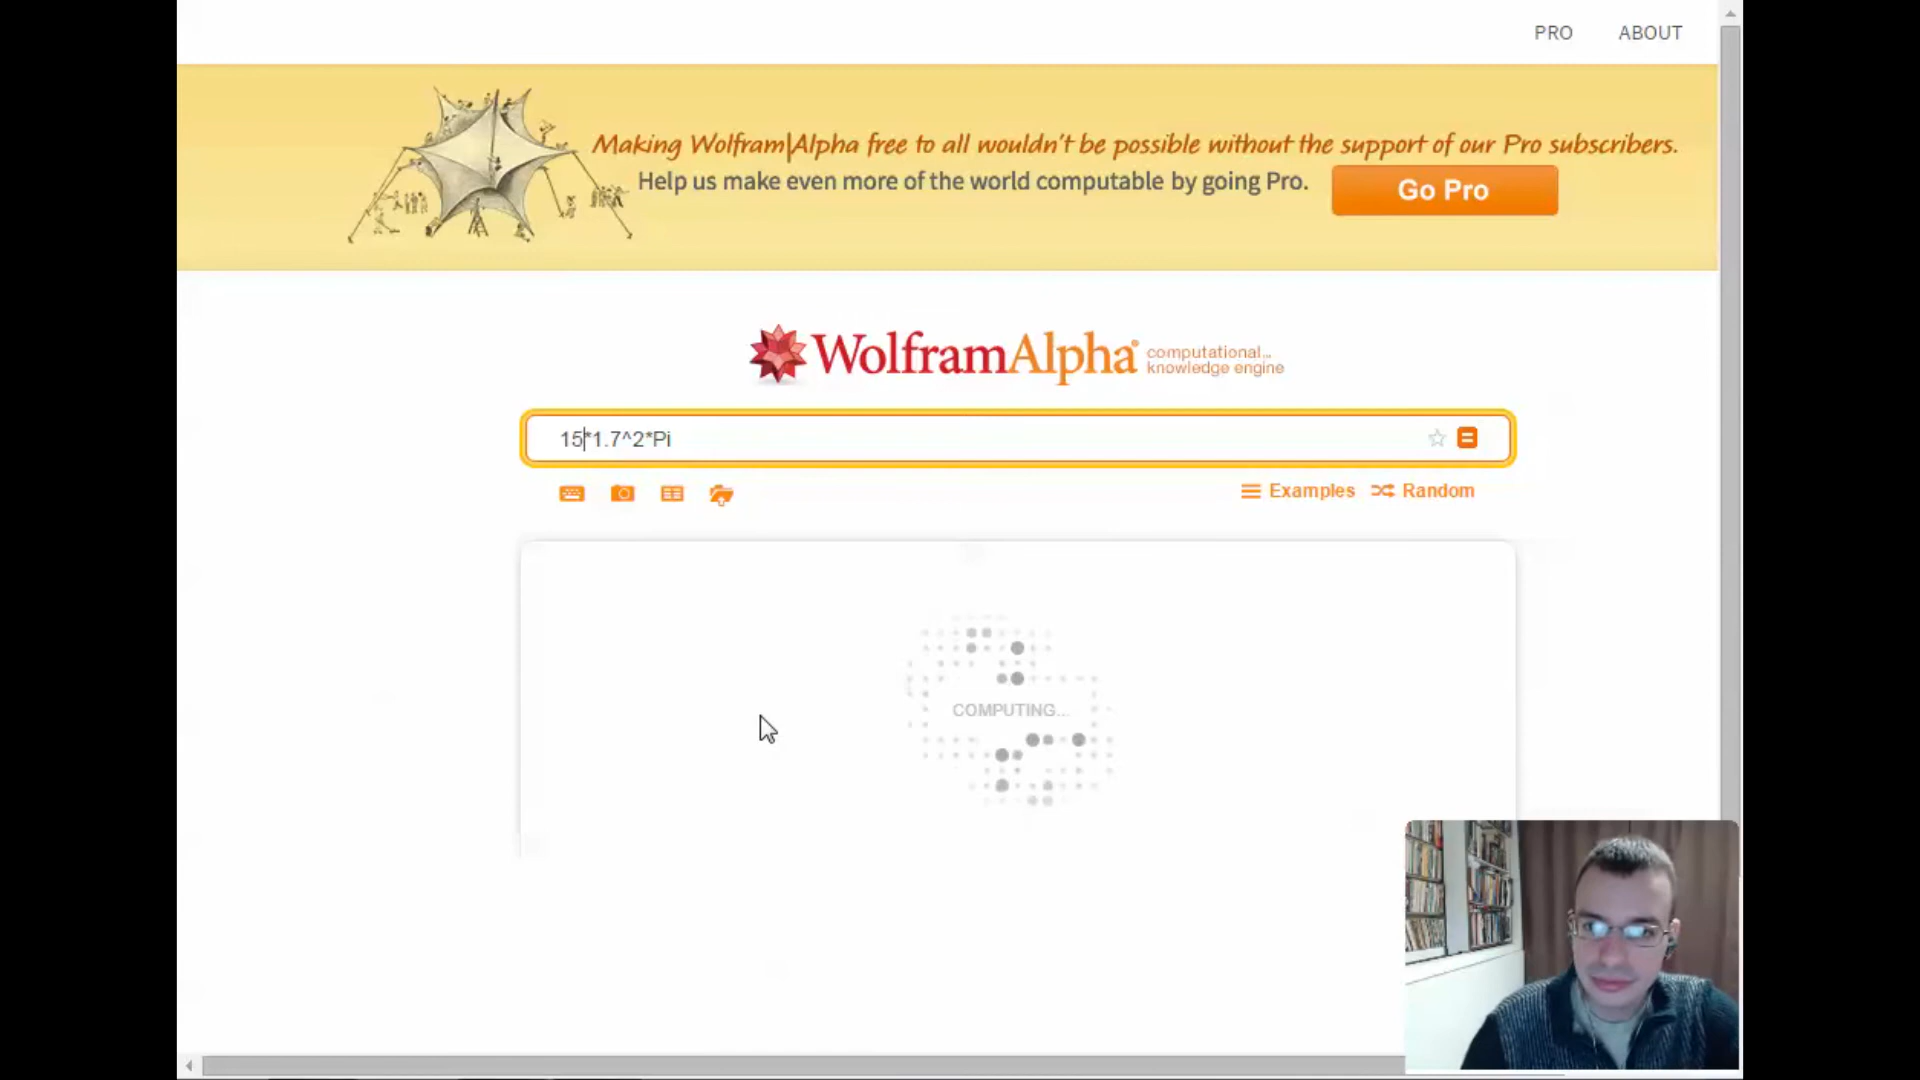 PRO ABOUT
Making Wolfram|Alpha free to all wouldn't be possible without the support of our Pro subscribers.
Help us make even more of the world computable by going Pro. Go Pro
WolframAlpha computational...
knowledge engine
15*1.7^2*Pi
Examples Random
COMPUTING...